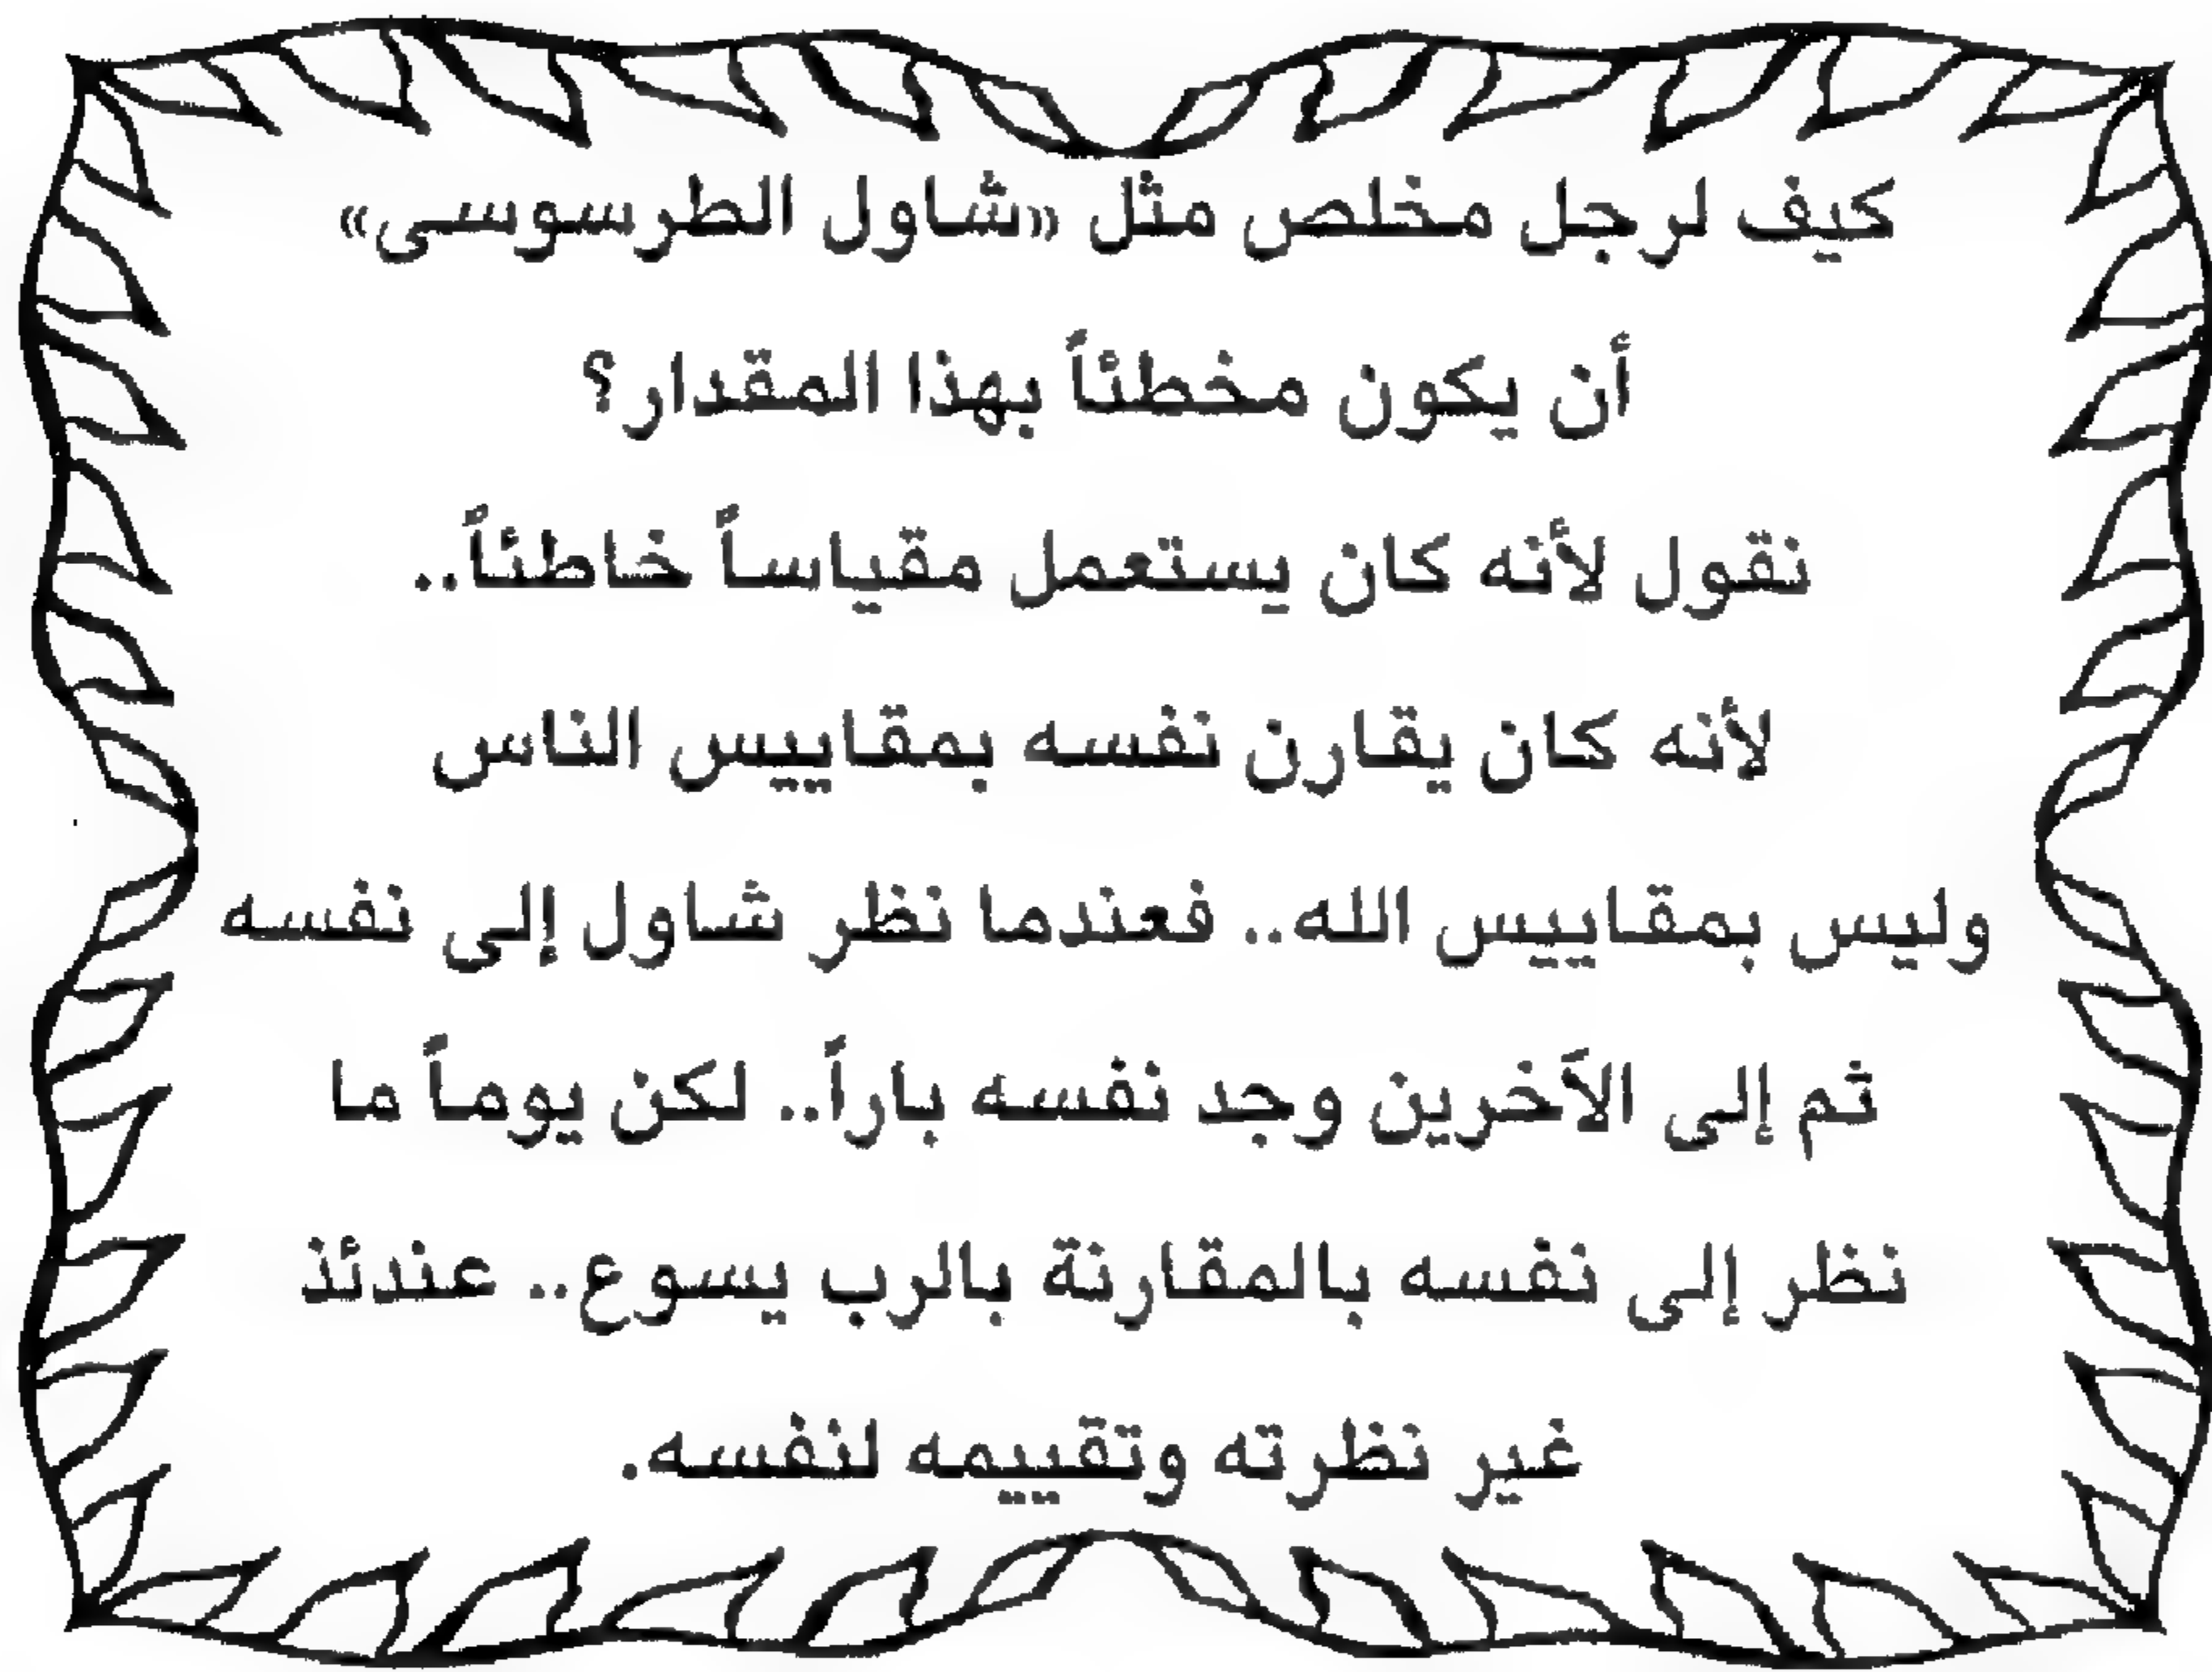 كيف لرجل مخلص مثل «شاول الطرسوسى»
أن يكون مخطئاً بهذا المقدار؟
نقول لأنه كان يستعمل مقياساً خاطئاً..
لأنه كان يقارن نفسه بمقاييس الناس
وليس بمقاييس الله.. فعندما نظر شاول إلى نفسه
ثم إلى الآخرين وجد نفسه باراً.. لكن يوماً ما
نظر إلى نفسه بالمقارنة بالرب يسوع.. عندئذ
غير نظرته وتقييمه لنفسه.